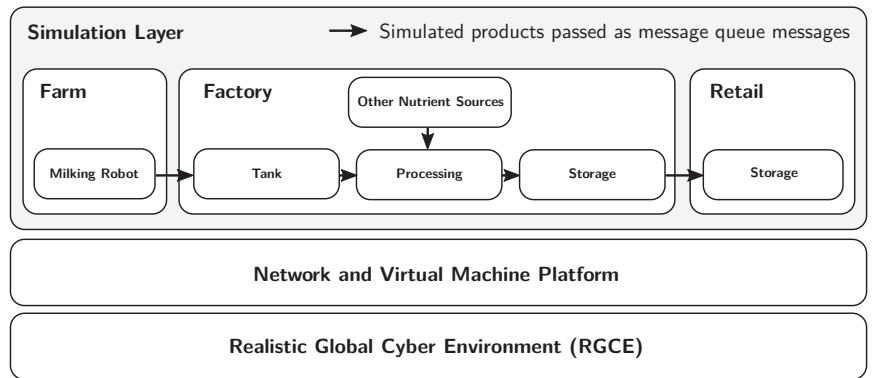 Simulation Layer
Simulated products passed as message queue messages
Farm
Factory
Retail
Other Nutrient Sources
Milking Robot
Tank
Processing
Storage
Storage
Network and Virtual Machine Platform
Realistic Global Cyber Environment (RGCE)